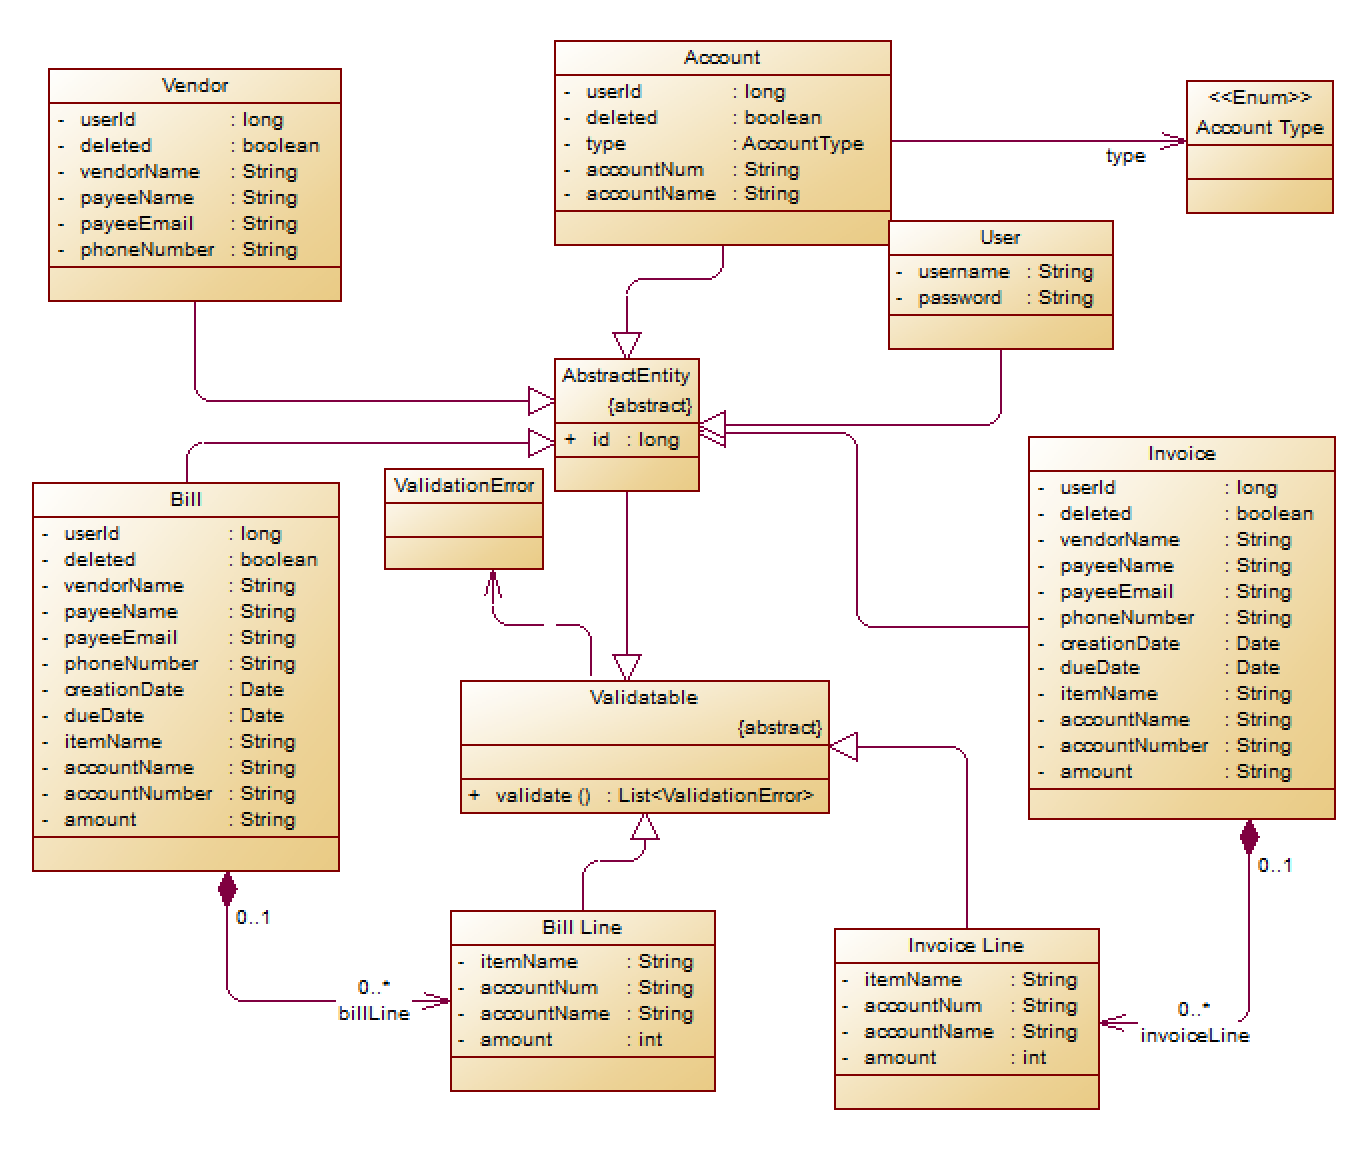 Vendor
- userId : long
- deleted : boolean
- vendorName : String
- payeeName : String
- payeeEmail : String
- phoneNumber : String
Account
- userId : long
- deleted : boolean
- type : AccountType
- accountNum : String
- accountName : String
type
<<Enum>>
Account Type
User
- username : String
- password : String
AbstractEntity
{abstract}
+ id : long
ValidationError
Bill
- userId : long
- deleted : boolean
- vendorName : String
- payeeName : String
- payeeEmail : String
- phoneNumber : String
- creationDate : Date
- dueDate : Date
- itemName : String
- accountName : String
- accountNumber : String
- amount : String
Invoice
- userId : long
- deleted : boolean
- vendorName : String
- payeeName : String
- payeeEmail : String
- phoneNumber : String
- creationDate : Date
- dueDate : Date
- itemName : String
- accountName : String
- accountNumber : String
- amount : String
Validatable
{abstract}
+ validate () : List<ValidationError>
0..1
0..*
billLine
Bill Line
- itemName : String
- accountNum : String
- accountName : String
- amount : int
Invoice Line
- itemName : String
- accountNum : String
- accountName : String
- amount : int
0..1
0..*
invoiceLine